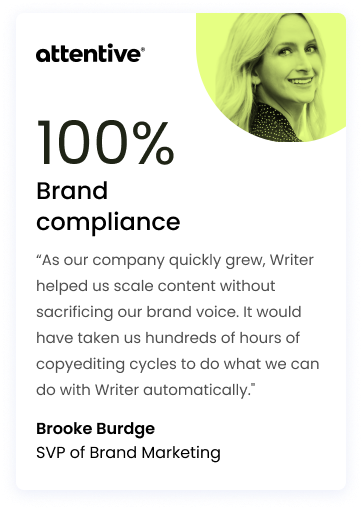 attentive®
100%
Brand
compliance
“As our company quickly grew, Writer
helped us scale content without
sacrificing our brand voice. It would
have taken us hundreds of hours of
copyediting cycles to do what we can
do with Writer automatically."
Brooke Burdge
SVP of Brand Marketing